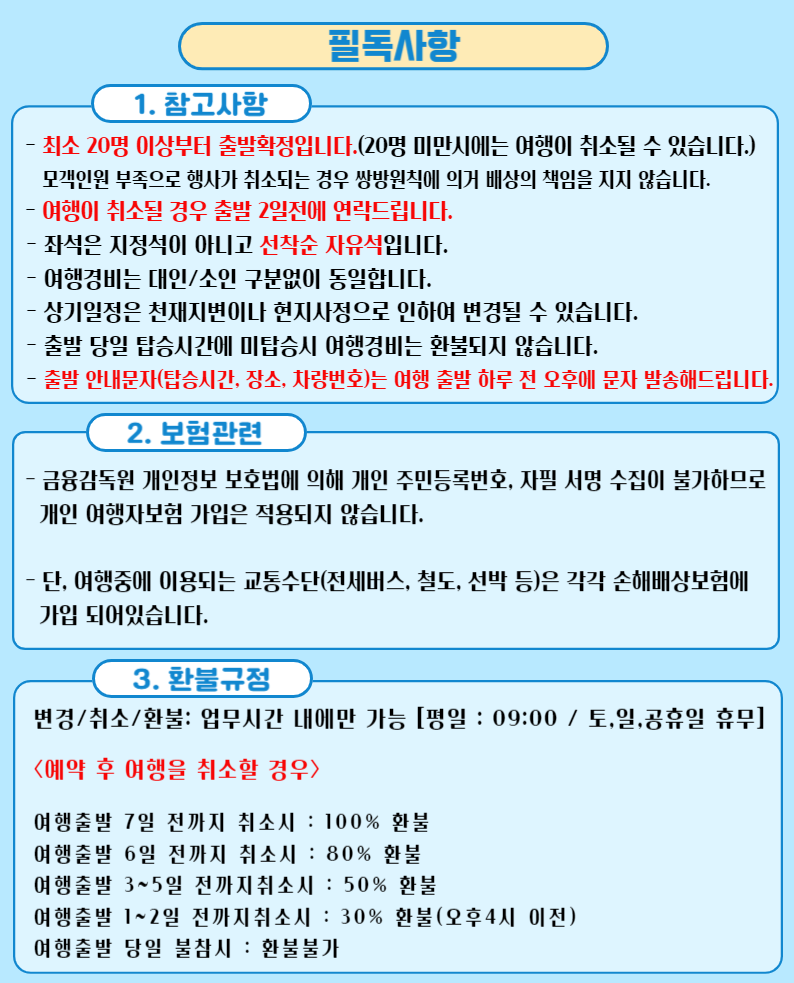 필독사항
1. 참고사항
- 최소 20명 이상부터 출발확정입니다.(20명 미만시에는 여행이 취소될 수 있습니다.)
모객인원 부족으로 행사가 취소되는 경우 쌍방원칙에 의거 배상의 책임을 지지 않습니다.
- 여행이 취소될 경우 출발 2일전에 연락드립니다.
- 좌석은 지정석이 아니고 선착순 자유석입니다.
- 여행경비는 대인/소인 구분없이 동일합니다.
- 상기일정은 천재지변이나 현지사정으로 인하여 변경될 수 있습니다.
- 출발 당일 탑승시간에 미탑승시 여행경비는 환불되지 않습니다.
- 출발 안내문자(탑승시간, 장소, 차량번호)는 여행 출발 하루 전 오후에 문자 발송해드립니다.
2. 보험관련
- 금융감독원 개인정보 보호법에 의해 개인 주민등록번호, 자필 서명 수집이 불가하므로
개인 여행자보험 가입은 적용되지 않습니다.
- 단, 여행중에 이용되는 교통수단(전세버스, 철도, 선박 등)은 각각 손해배상보험에
가입 되어있습니다.
3. 환불규정
변경/취소/환불: 업무시간 내에만 가능 [평일 : 09:00 / 토,일,공휴일 휴무]
<예약 후 여행을 취소할 경우>
여행출발 7일 전까지 취소시 : 100% 환불
여행출발 6일 전까지 취소시 : 80% 환불
여행출발 3~5일 전까지취소시 : 50% 환불
여행출발 1~2일 전까지취소시 : 30% 환불(오후4시 이전)
여행출발 당일 불참시 : 환불불가